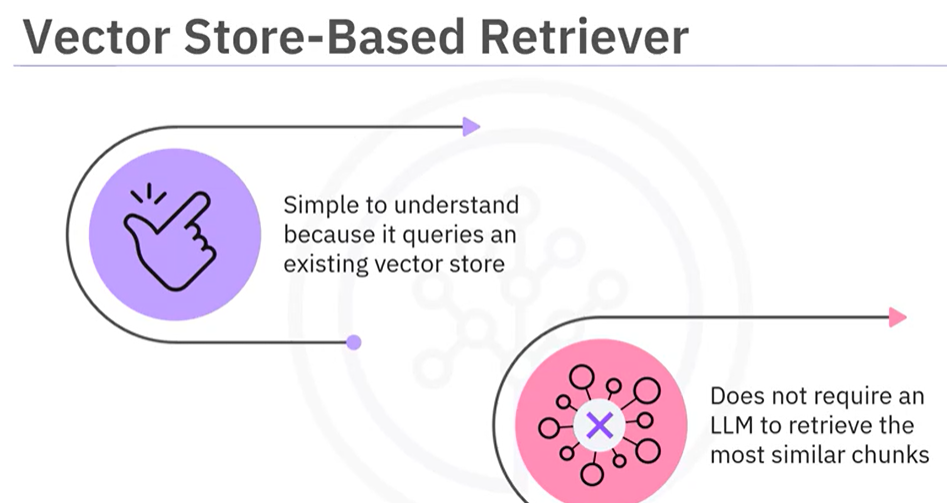 Vector Store-Based Retriever
Simple to understand
because it queries an
existing vector store
Does not require an
LLM to retrieve the
most similar chunks